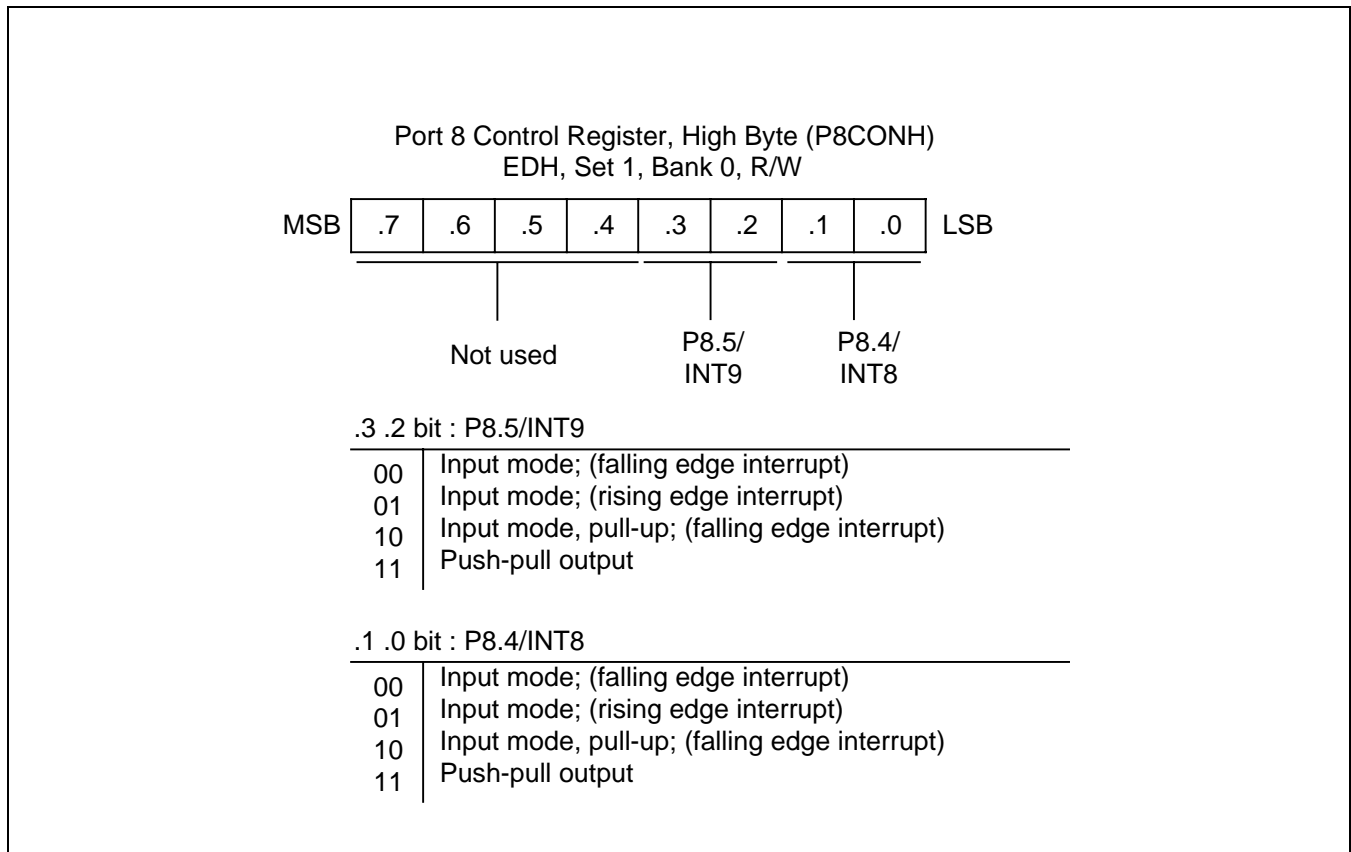 Port 8 Control Register, High Byte (P8CONH)
EDH, Set 1, Bank 0, R/W
MSB .7 .6 .5 .4 .3 .2 .1 .0 LSB
Not used
P8.5/
INT9
P8.4/
INT8
.3 .2 bit : P8.5/INT9
00 Input mode; (falling edge interrupt)
01 Input mode; (rising edge interrupt)
10 Input mode, pull-up; (falling edge interrupt)
11 Push-pull output
.1 .0 bit : P8.4/INT8
00 Input mode; (falling edge interrupt)
01 Input mode; (rising edge interrupt)
10 Input mode, pull-up; (falling edge interrupt)
11 Push-pull output